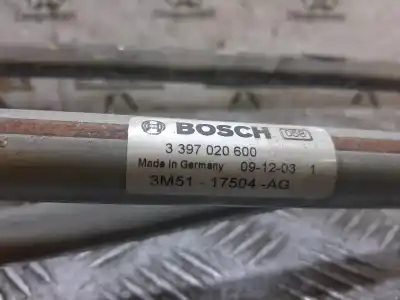 BOSCH
3 397 020 600
Made in Germany 09-12-03 1
3M51 - 17504 -AG